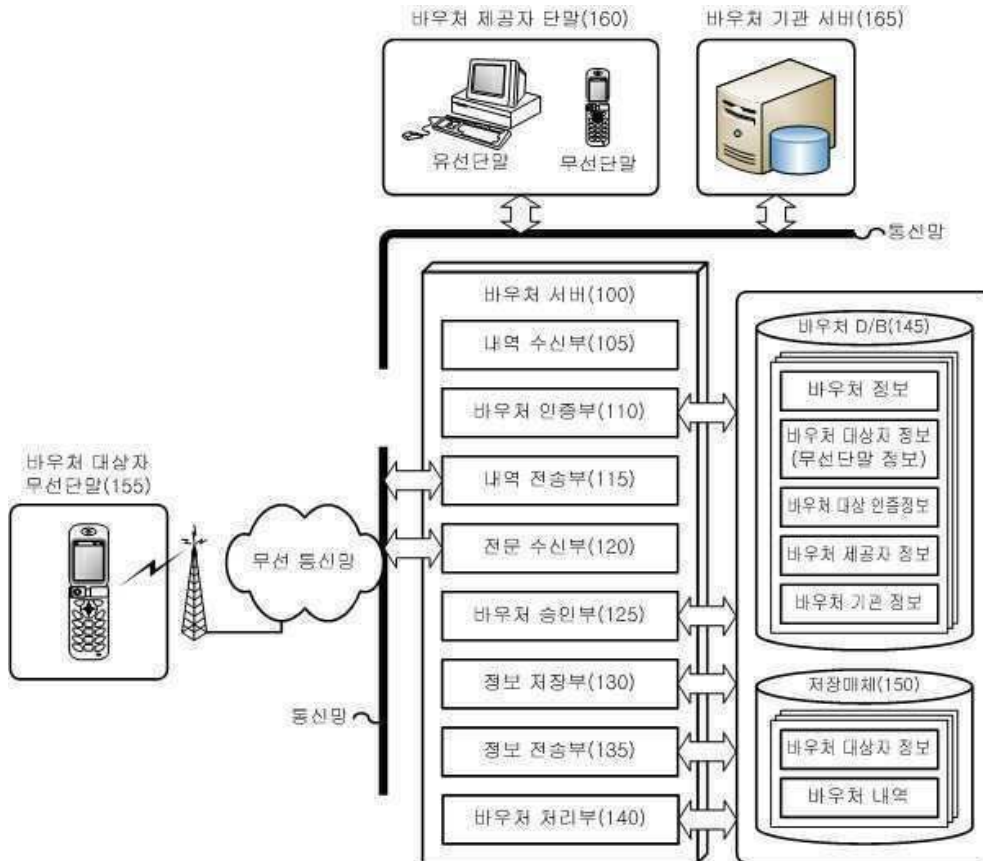 바우처 제공자 단말(160)
바우처 기관 서버(165)
유선단말
무선단말
통신망
바우처 서버(100)
내역 수신부(105)
바우처 인증부(110)
내역 전송부(115)
전문 수신부(120)
바우처 승인부(125)
정보 저장부(130)
정보 전송부(135)
바우처 처리부(140)
바우처 D/B(145)
바우처 정보
바우처 대상자 정보
(무선단말 정보)
바우처 대상 인증정보
바우처 제공자 정보
바우처 기관 정보
저장매체(150)
바우처 대상자 정보
바우처 내역
바우처 대상자
무선단말(155)
무선 통신망
통신망